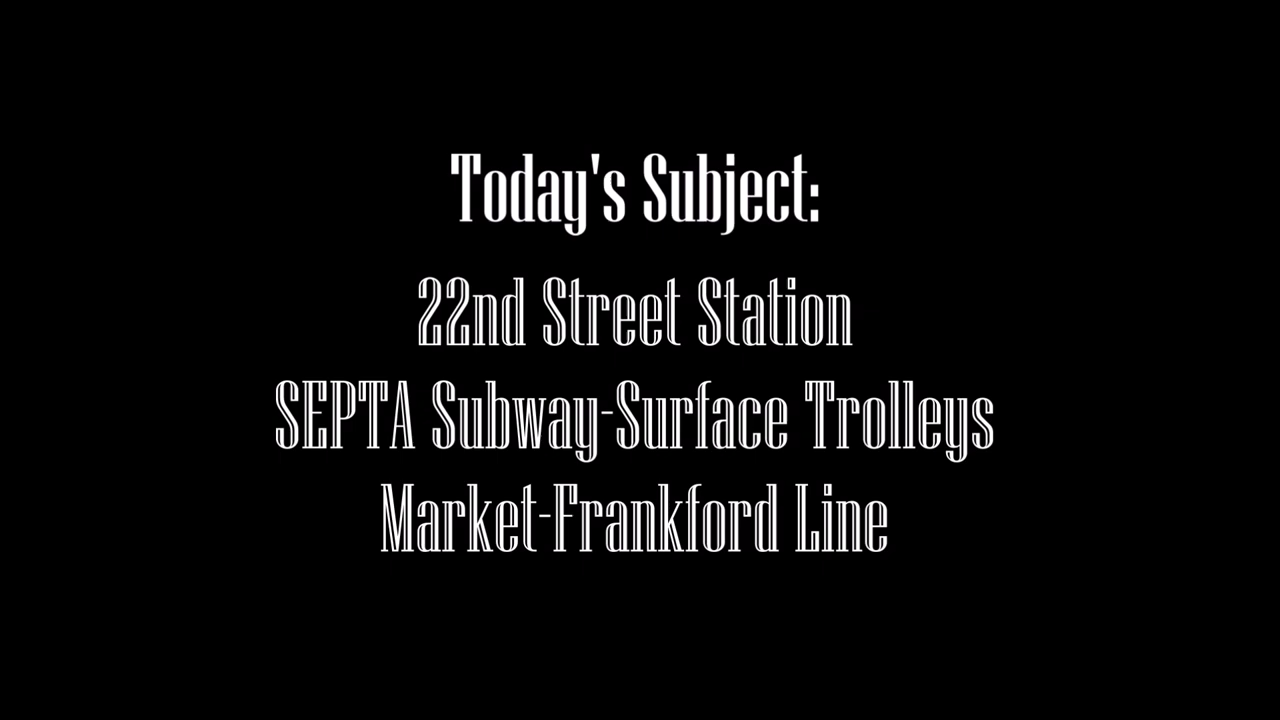 Today's Subject:
22nd Street Station
SEPTA Subway-Surface Trolleys
Market-Frankford Line